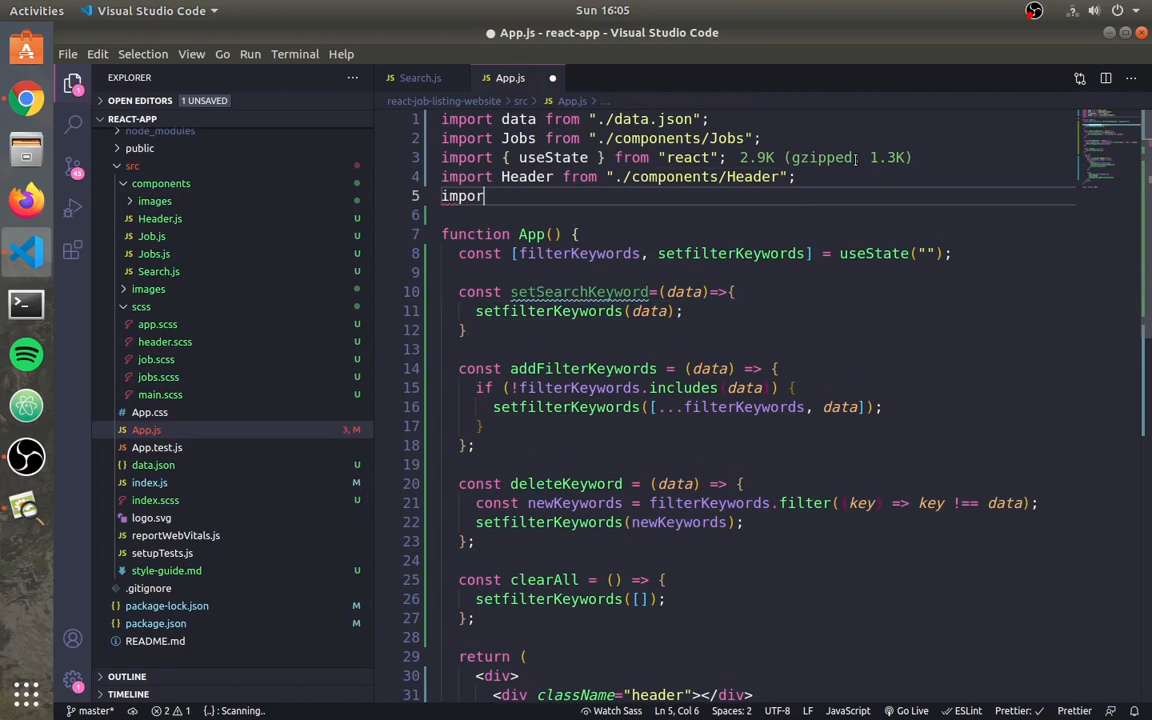 Activities Visual Studio Code Sun 16:05
App.js - react-app - Visual Studio Code
File Edit Selection View Go Run Terminal Help
EXPLORER
Search.js App.js
OPEN EDITORS 1 UNSAVED
react-job-listing-website > src > App.js > ...
REACT-APP
node_modules
public
src
components
images
Header.js U
Job.js U
Jobs.js U
Search.js U
images
scss
app.scss U
header.scss U
job.scss U
jobs.scss U
main.scss U
App.css
App.js 3, M
App.test.js
data.json U
index.js M
index.scss U
logo.svg
reportWebVitals.js
setupTests.js
style-guide.md U
.gitignore
package-lock.json M
package.json M
README.md
OUTLINE
TIMELINE
1
45
1
1 import data from "./data.json";
2 import Jobs from "./components/Jobs";
3 import { useState } from "react"; 2.9K (gzipped: 1.3K)
4 import Header from "./components/Header";
5 impor
6
7 function App() {
8 const [filterKeywords, setfilterKeywords] = useState("");
9
10 const setSearchKeyword=(data)=>{
11 setfilterKeywords(data);
12 }
13
14 const addFilterKeywords = (data) => {
15 if (!filterKeywords.includes(data)) {
16 setfilterKeywords([...filterKeywords, data]);
17 }
18 };
19
20 const deleteKeyword = (data) => {
21 const newKeywords = filterKeywords.filter((key) => key !== data);
22 setfilterKeywords(newKeywords);
23 };
24
25 const clearAll = () => {
26 setfilterKeywords([]);
27 };
28
29 return (
30 <div>
31 <div className="header"></div>
master* 2 1 {..}: Scanning.. Watch Sass Ln 5, Col 6 Spaces: 2 UTF-8 LF JavaScript Go Live ESLint Prettier: ✓ Prettier